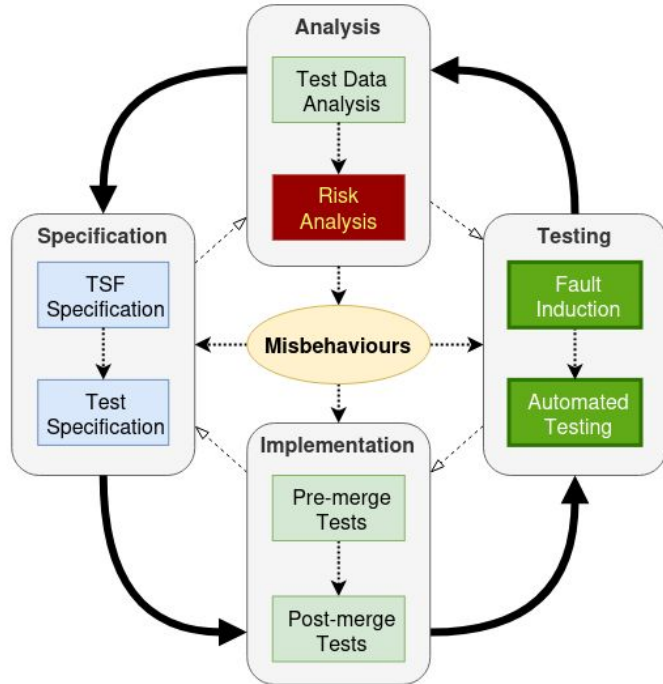 Analysis
Test Data
Analysis
Risk
Analysis
Specification
TSF
Specification
Test
Specification
Misbehaviours
Testing
Fault
Induction
Automated
Testing
Implementation
Pre-merge
Tests
Post-merge
Tests